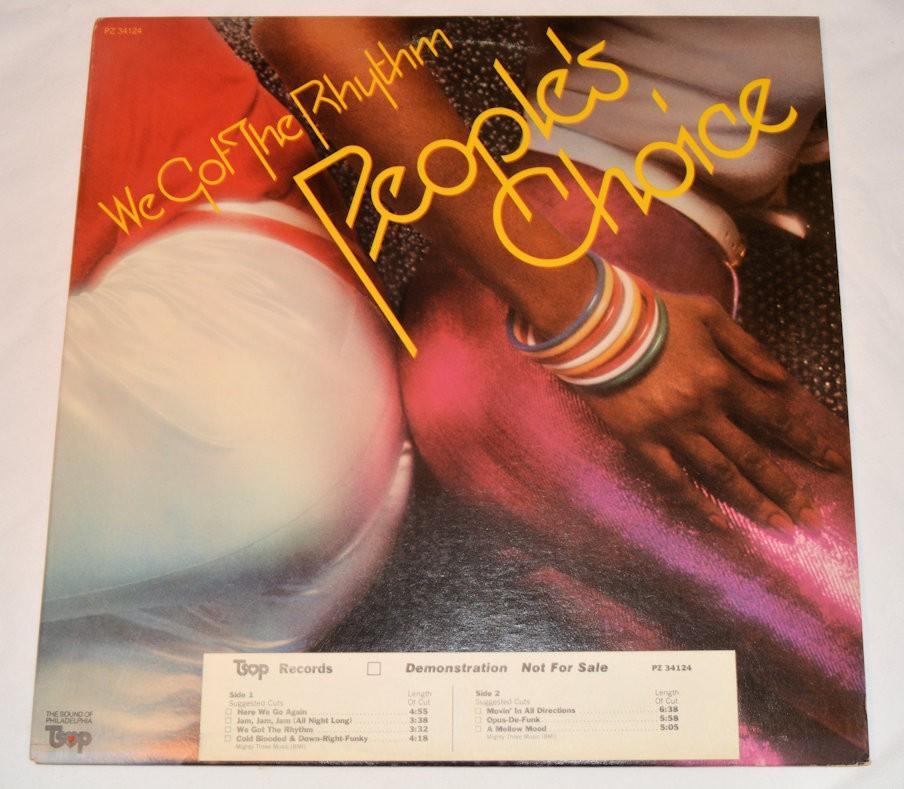 PZ 34124
We Got The Rhythm
People's
Choice
Tsop Records Demonstration Not For Sale PZ 34124
Side 1 Length
Suggested Cuts Of Cut
Here We Go Again 4:55
Jam, Jam, Jam (All Night Long) 3:38
We Got The Rhythm 3:32
Cold Blooded & Down-Right-Funky 4:18
Mighty Three Music (BMI)
Side 2 Length
Suggested Cuts Of Cut
Movin' In All Directions 6:38
Opus-De-Funk 5:58
A Mellow Mood 5:05
Mighty Three Music (BMI)
THE SOUND OF
PHILADELPHIA
Tsop